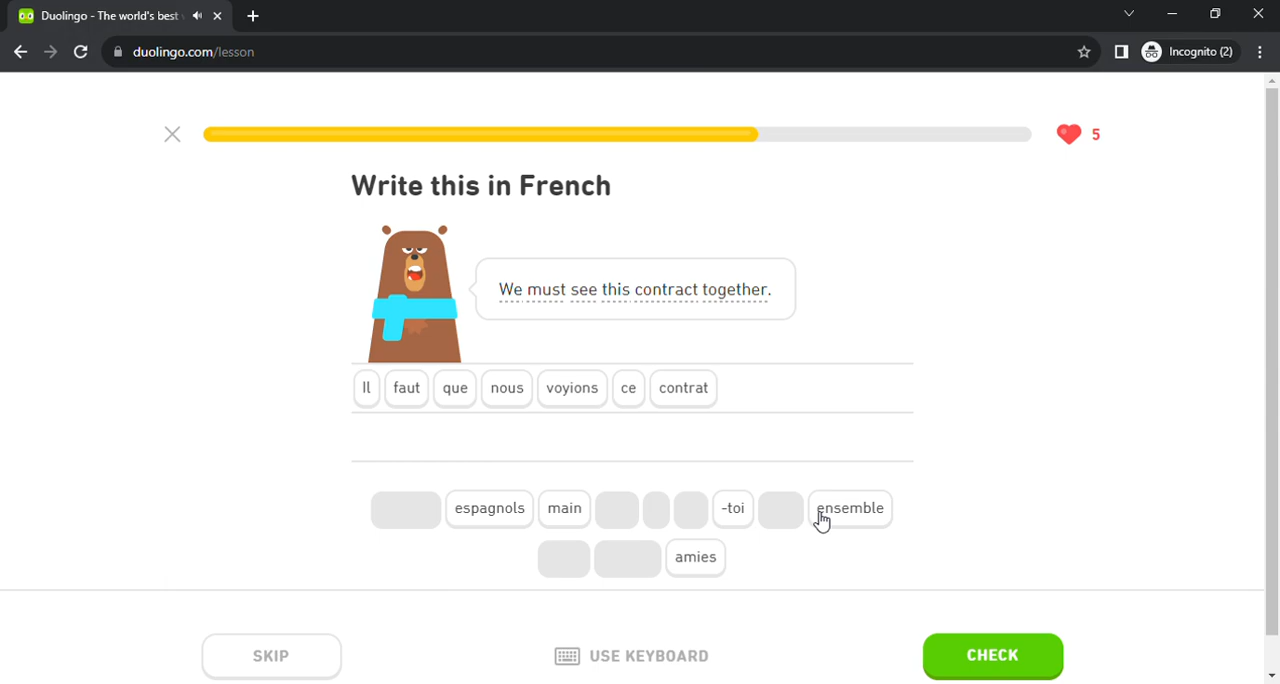 Duolingo - The world's best
duolingo.com/lesson
Incognito (2)
5
Write this in French
We must see this contract together.
Il faut que nous voyions ce contrat
espagnols main -toi ensemble
amies
SKIP USE KEYBOARD CHECK